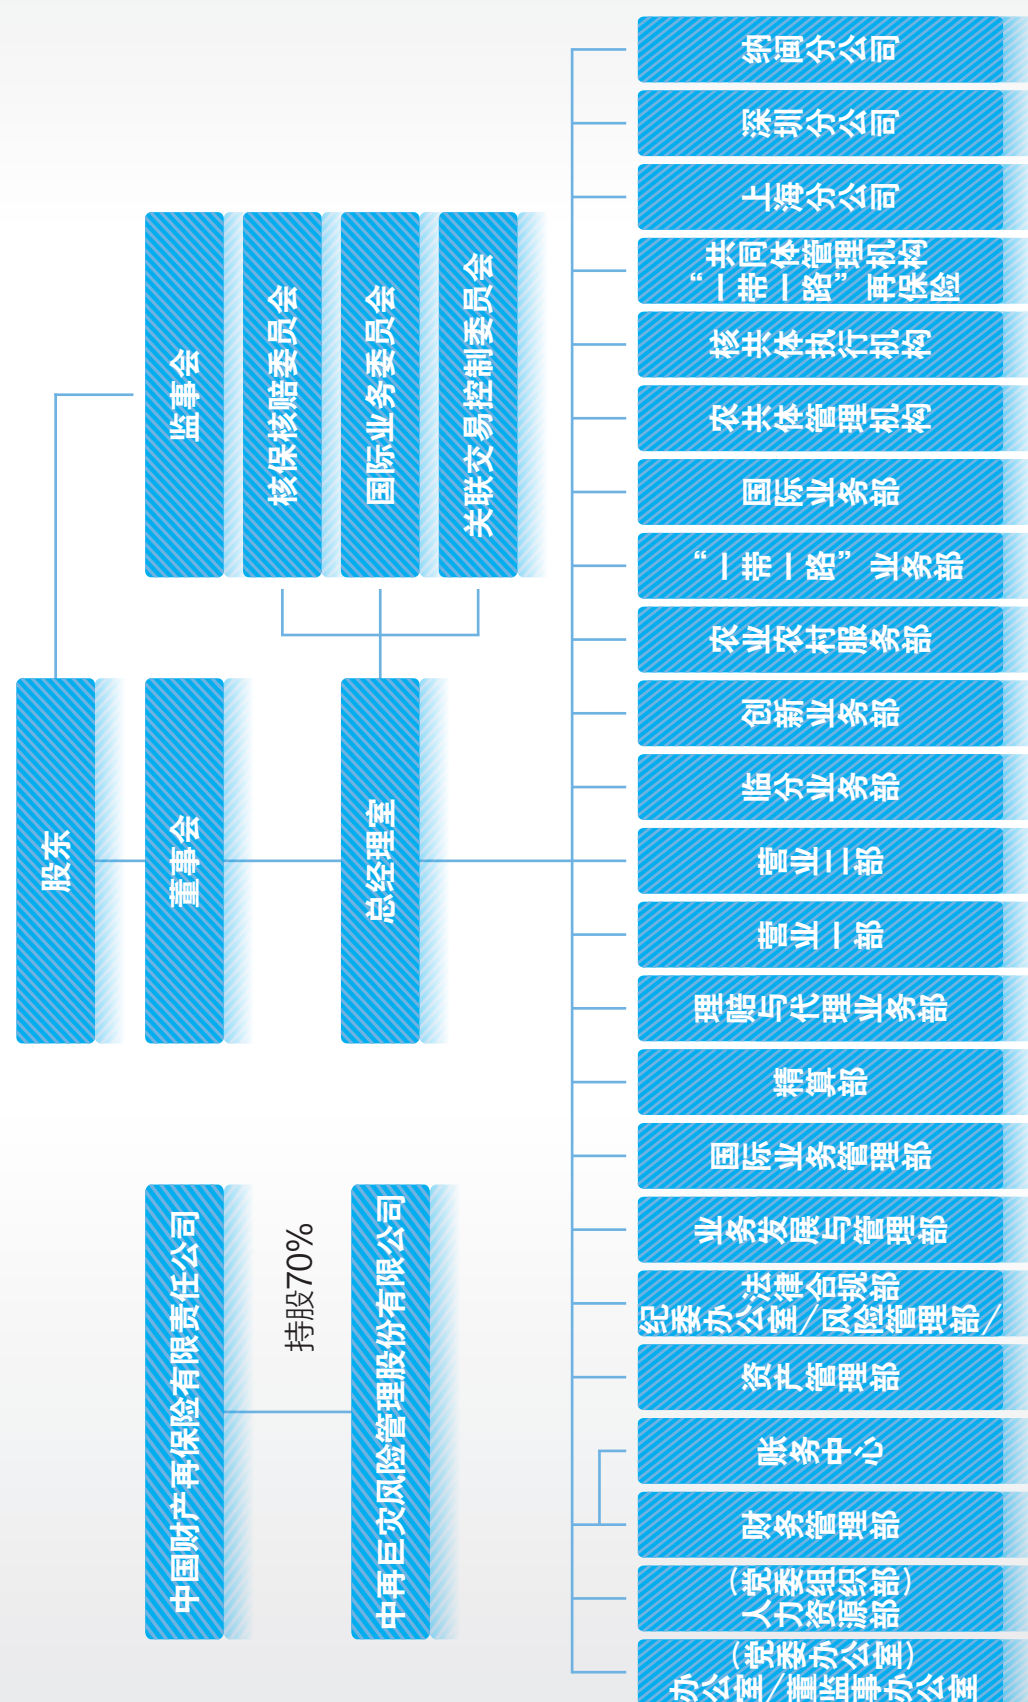 股东
董事会
监事会
总经理室
核保核赔委员会
国际业务委员会
关联交易控制委员会
中国财产再保险有限责任公司
持股70%
中再巨灾风险管理股份有限公司
办公室/董监事办公室
（党委办公室）
人力资源部
（党委组织部）
财务管理部
账务中心
资产管理部
纪委办公室/风险管理部/
法律合规部
业务发展与管理部
国际业务管理部
精算部
理赔与代理业务部
营业一部
营业二部
临分业务部
创新业务部
农业农村服务部
“一带一路”业务部
国际业务部
农共体管理机构
核共体执行机构
“一带一路”再保险
共同体管理机构
上海分公司
深圳分公司
纳闽分公司